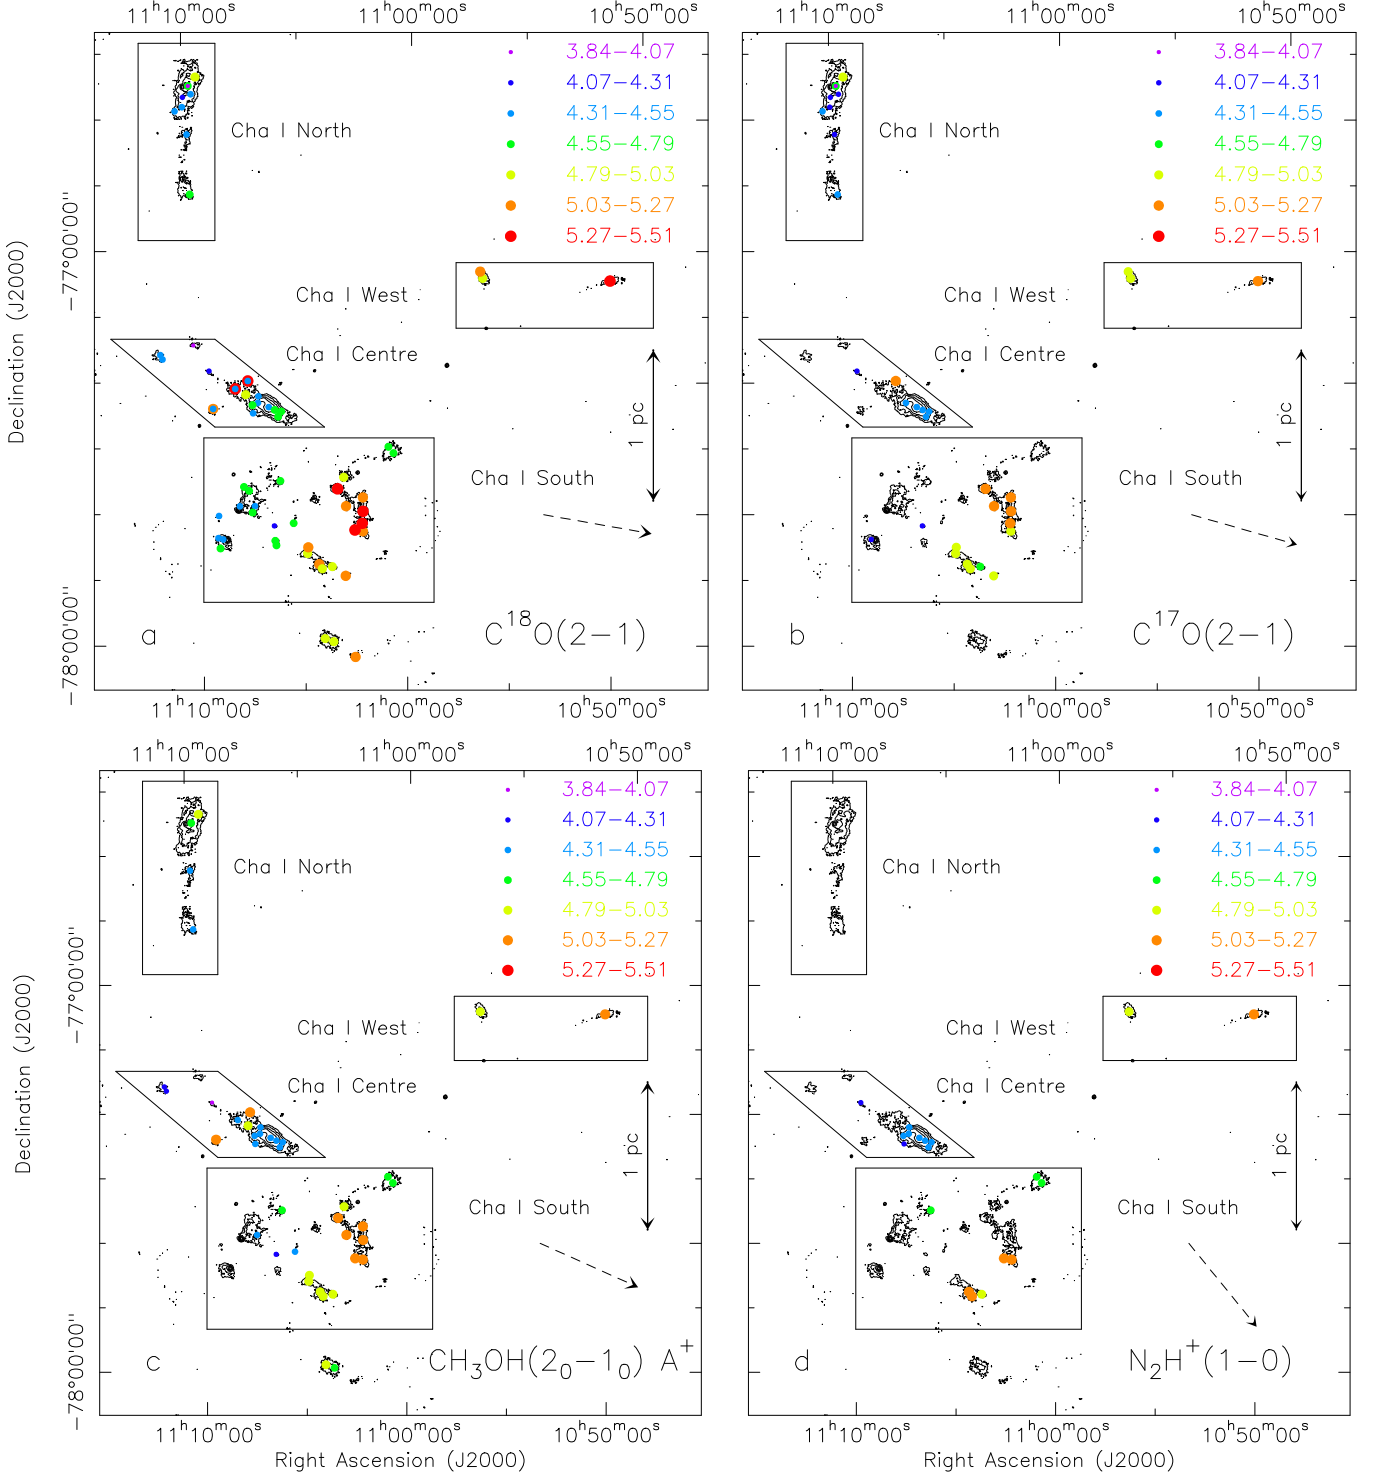 11ʰ10ᵐ00ˢ 11ʰ00ᵐ00ˢ 10ʰ50ᵐ00ˢ 11ʰ10ᵐ00ˢ 11ʰ00ᵐ00ˢ 10ʰ50ᵐ00ˢ
3.84−4.07
4.07−4.31
4.31−4.55
4.55−4.79
4.79−5.03
5.03−5.27
5.27−5.51
Cha I North
Cha I West
Cha I Centre
Cha I South
1 pc
a
C¹⁸O(2−1)
−77°00'00''
−78°00'00''
Declination (J2000)
3.84−4.07
4.07−4.31
4.31−4.55
4.55−4.79
4.79−5.03
5.03−5.27
5.27−5.51
Cha I North
Cha I West
Cha I Centre
Cha I South
1 pc
b
C¹⁷O(2−1)
11ʰ10ᵐ00ˢ 11ʰ00ᵐ00ˢ 10ʰ50ᵐ00ˢ 11ʰ10ᵐ00ˢ 11ʰ00ᵐ00ˢ 10ʰ50ᵐ00ˢ
11ʰ10ᵐ00ˢ 11ʰ00ᵐ00ˢ 10ʰ50ᵐ00ˢ 11ʰ10ᵐ00ˢ 11ʰ00ᵐ00ˢ 10ʰ50ᵐ00ˢ
3.84−4.07
4.07−4.31
4.31−4.55
4.55−4.79
4.79−5.03
5.03−5.27
5.27−5.51
Cha I North
Cha I West
Cha I Centre
Cha I South
1 pc
c
CH₃OH(2₀−1₀) A⁺
−77°00'00''
−78°00'00''
Declination (J2000)
3.84−4.07
4.07−4.31
4.31−4.55
4.55−4.79
4.79−5.03
5.03−5.27
5.27−5.51
Cha I North
Cha I West
Cha I Centre
Cha I South
1 pc
d
N₂H⁺(1−0)
11ʰ10ᵐ00ˢ 11ʰ00ᵐ00ˢ 10ʰ50ᵐ00ˢ 11ʰ10ᵐ00ˢ 11ʰ00ᵐ00ˢ 10ʰ50ᵐ00ˢ
Right Ascension (J2000) Right Ascension (J2000)